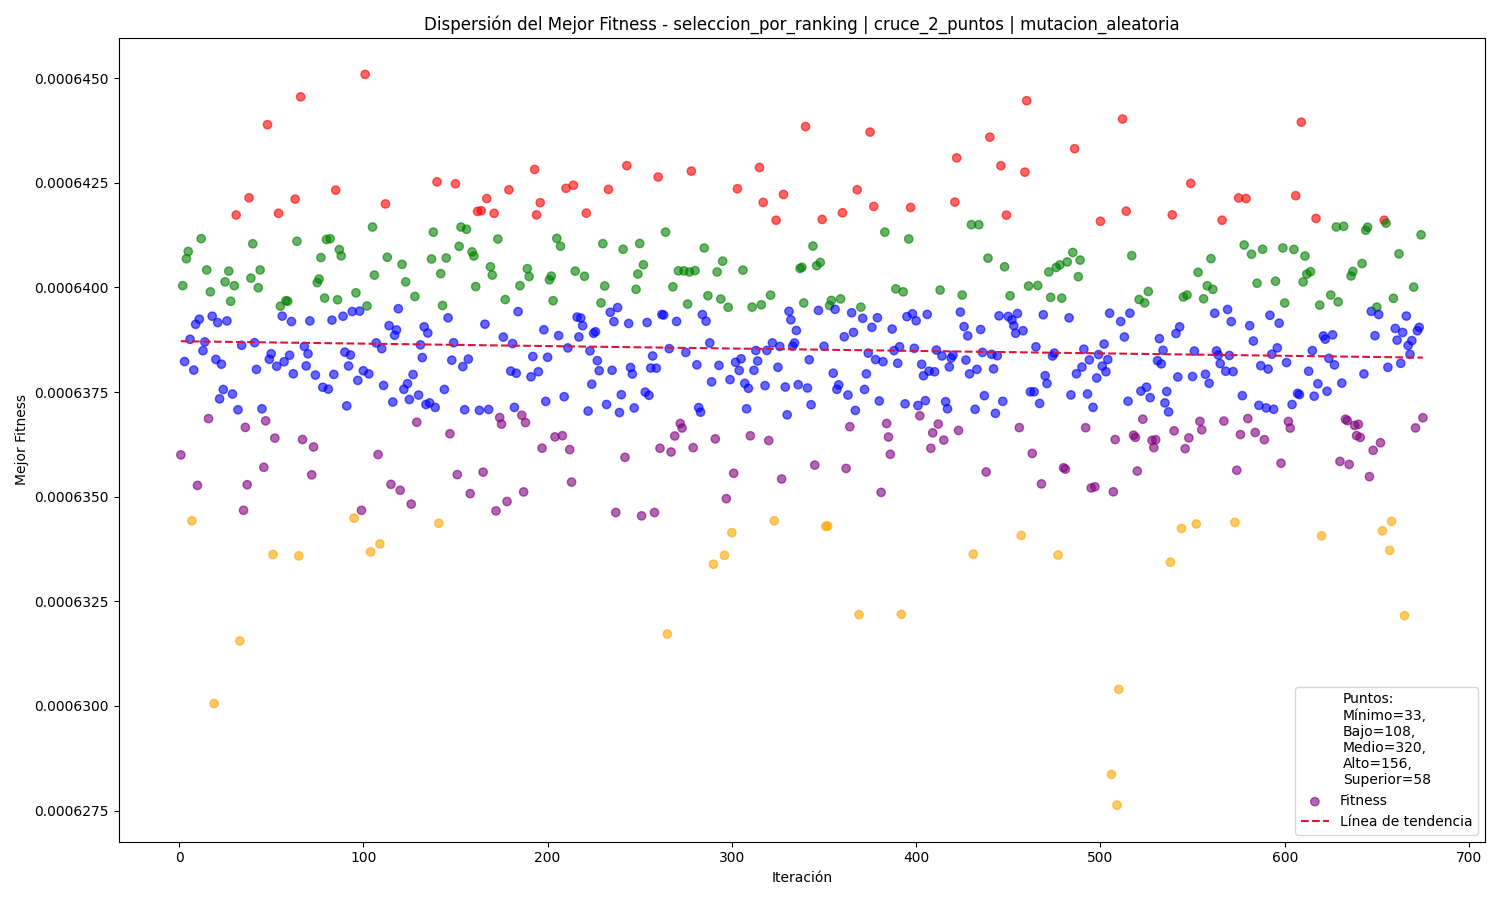 Dispersión del Mejor Fitness - seleccion_por_ranking | cruce_2_puntos | mutacion_aleatoria
Mejor Fitness
0.0006450
0.0006425
0.0006400
0.0006375
0.0006350
0.0006325
0.0006300
0.0006275
Puntos:
Mínimo=33,
Bajo=108,
Medio=320,
Alto=156,
Superior=58
Fitness
Línea de tendencia
0 100 200 300 400 500 600 700
Iteración